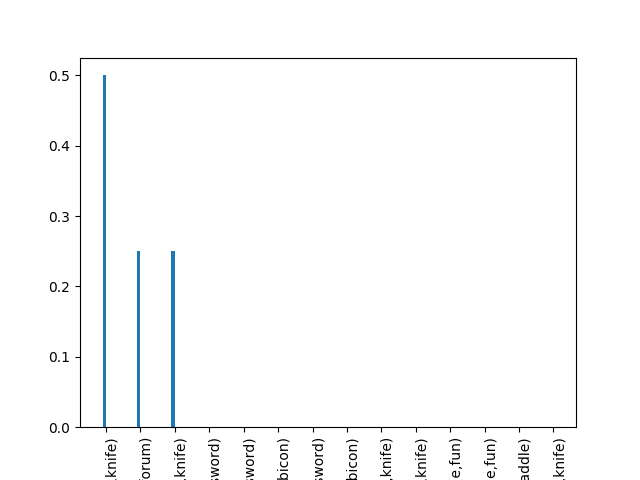 0.5
0.4
0.3
0.2
0.1
0.0
,knife)
forum)
,knife)
sword)
sword)
bicon)
sword)
bicon)
,knife)
,knife)
e,fun)
e,fun)
addle)
,knife)